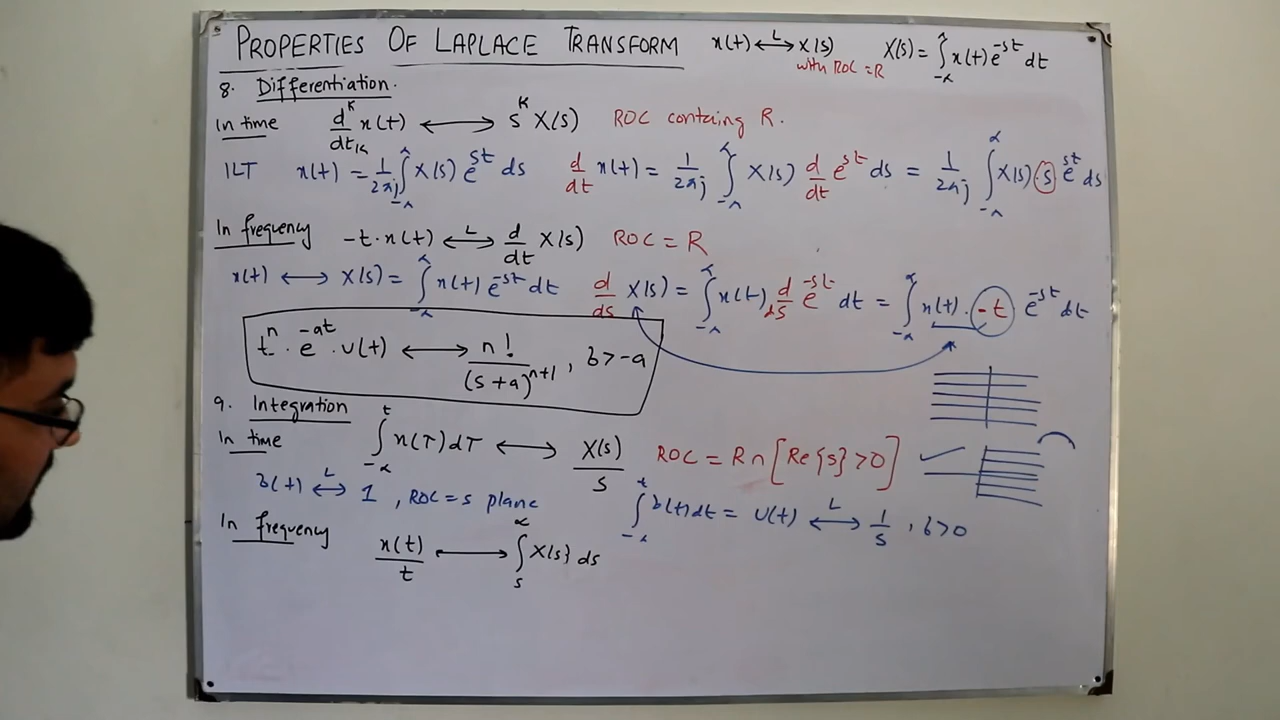 PROPERTIES OF LAPLACE TRANSFORM x(t) ⟷ᴸ X(s) with ROC = R X(s) = ∫_{-∞}^{∞} x(t) e^{-st} dt
8. Differentiation.
In time d^K/dt^K x(t) ⟷ s^K X(s) ROC containg R.
ILT x(t) = 1/2πj ∫_{-∞}^{∞} X(s) e^{st} ds d/dt x(t) = 1/2πj ∫_{-∞}^{∞} X(s) d/dt e^{st} ds = 1/2πj ∫_{-∞}^{∞} X(s) · s e^{st} ds
In frequency -t · x(t) ⟷ᴸ d/dt X(s) ROC = R
x(t) ⟷ X(s) = ∫_{-∞}^{∞} x(t) e^{-st} dt d/ds X(s) = ∫_{-∞}^{∞} x(t) d/ds e^{-st} dt = ∫_{-∞}^{∞} x(t) · -t e^{-st} dt
t^n · e^{-at} · u(t) ⟷ n!/(s+a)^{n+1} , σ > -a
9. Integration
In time ∫_{-∞}^{t} x(τ) dτ ⟷ X(s)/s ROC = R ∩ [Re{s} > 0]
δ(t) ⟷ᴸ 1 , ROC = s plane ∫_{-∞}^{t} δ(t) dt = u(t) ⟷ᴸ 1/s , σ > 0
In frequency x(t)/t ⟷ ∫_{s}^{∞} X(s} ds